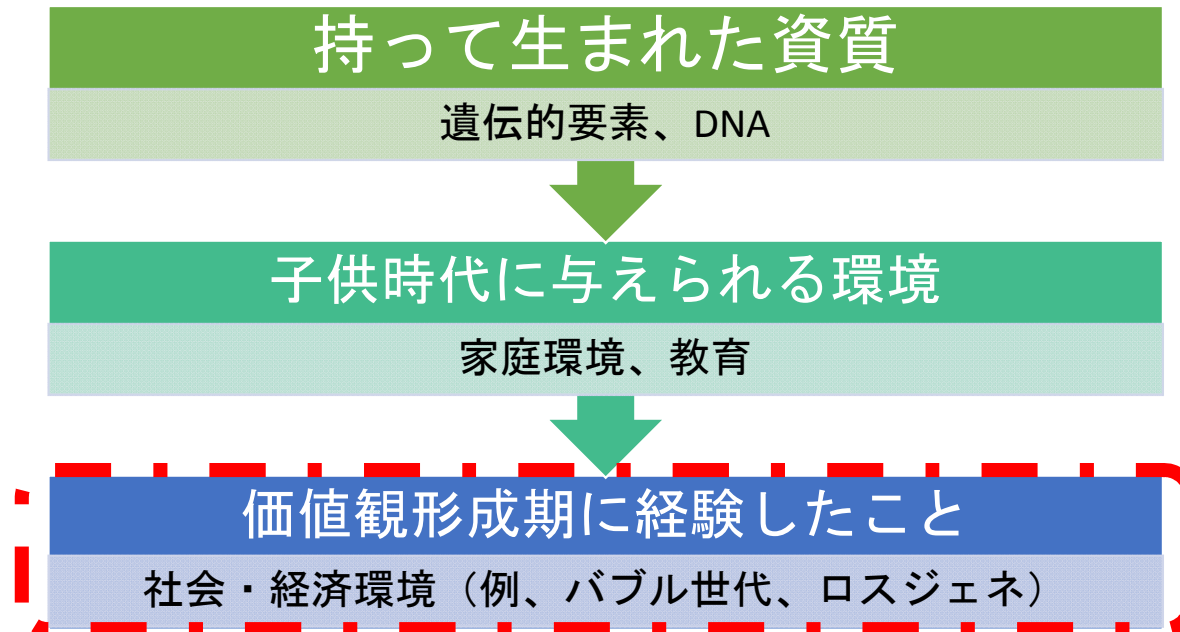 持って生まれた資質
遺伝的要素、DNA
子供時代に与えられる環境
家庭環境、教育
価値観形成期に経験したこと
社会・経済環境（例、バブル世代、ロスジェネ）